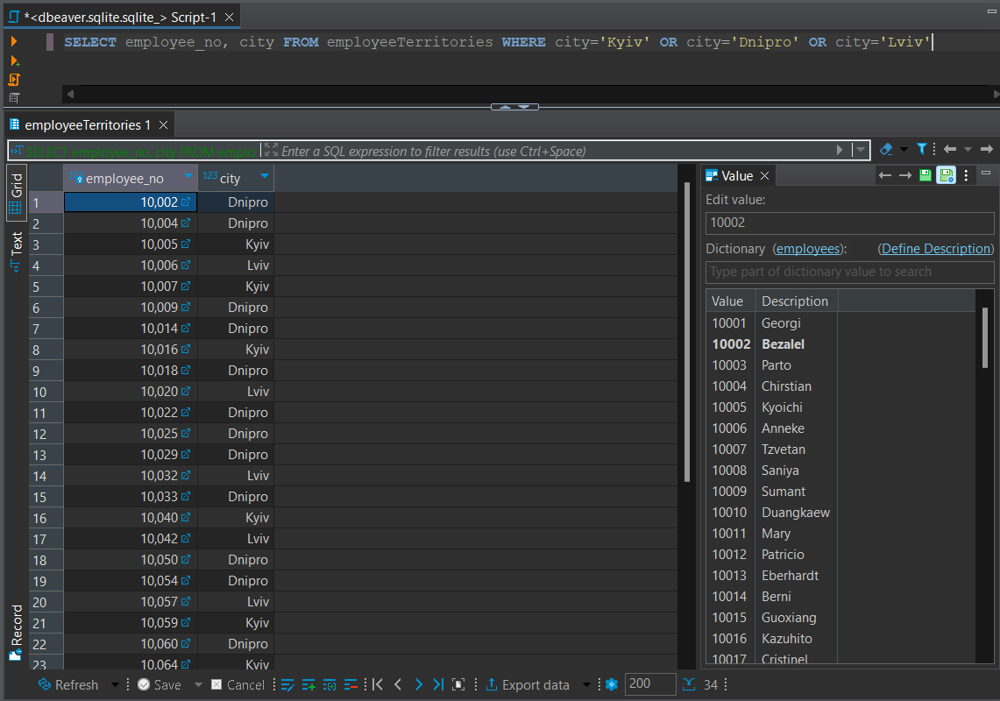 *<dbeaver.sqlite.sqlite_> Script-1
SELECT employee_no, city FROM employeeTerritories WHERE city='Kyiv' OR city='Dnipro' OR city='Lviv'
employeeTerritories 1
SELECT employee_no, city FROM emplo Enter a SQL expression to filter results (use Ctrl+Space)
Grid
Text
Record
employee_no 123 city
1 10,002 Dnipro
2 10,004 Dnipro
3 10,005 Kyiv
4 10,006 Lviv
5 10,007 Kyiv
6 10,009 Dnipro
7 10,014 Dnipro
8 10,016 Kyiv
9 10,018 Dnipro
10 10,020 Lviv
11 10,022 Dnipro
12 10,025 Dnipro
13 10,029 Dnipro
14 10,032 Lviv
15 10,033 Dnipro
16 10,040 Kyiv
17 10,042 Lviv
18 10,050 Dnipro
19 10,054 Dnipro
20 10,057 Lviv
21 10,059 Kyiv
22 10,060 Dnipro
23 10,064 Kyiv
Value
Edit value:
10002
Dictionary (employees): (Define Description)
Type part of dictionary value to search
Value Description
10001 Georgi
10002 Bezalel
10003 Parto
10004 Chirstian
10005 Kyoichi
10006 Anneke
10007 Tzvetan
10008 Saniya
10009 Sumant
10010 Duangkaew
10011 Mary
10012 Patricio
10013 Eberhardt
10014 Berni
10015 Guoxiang
10016 Kazuhito
10017 Cristinel
Refresh Save Cancel Export data 200 34